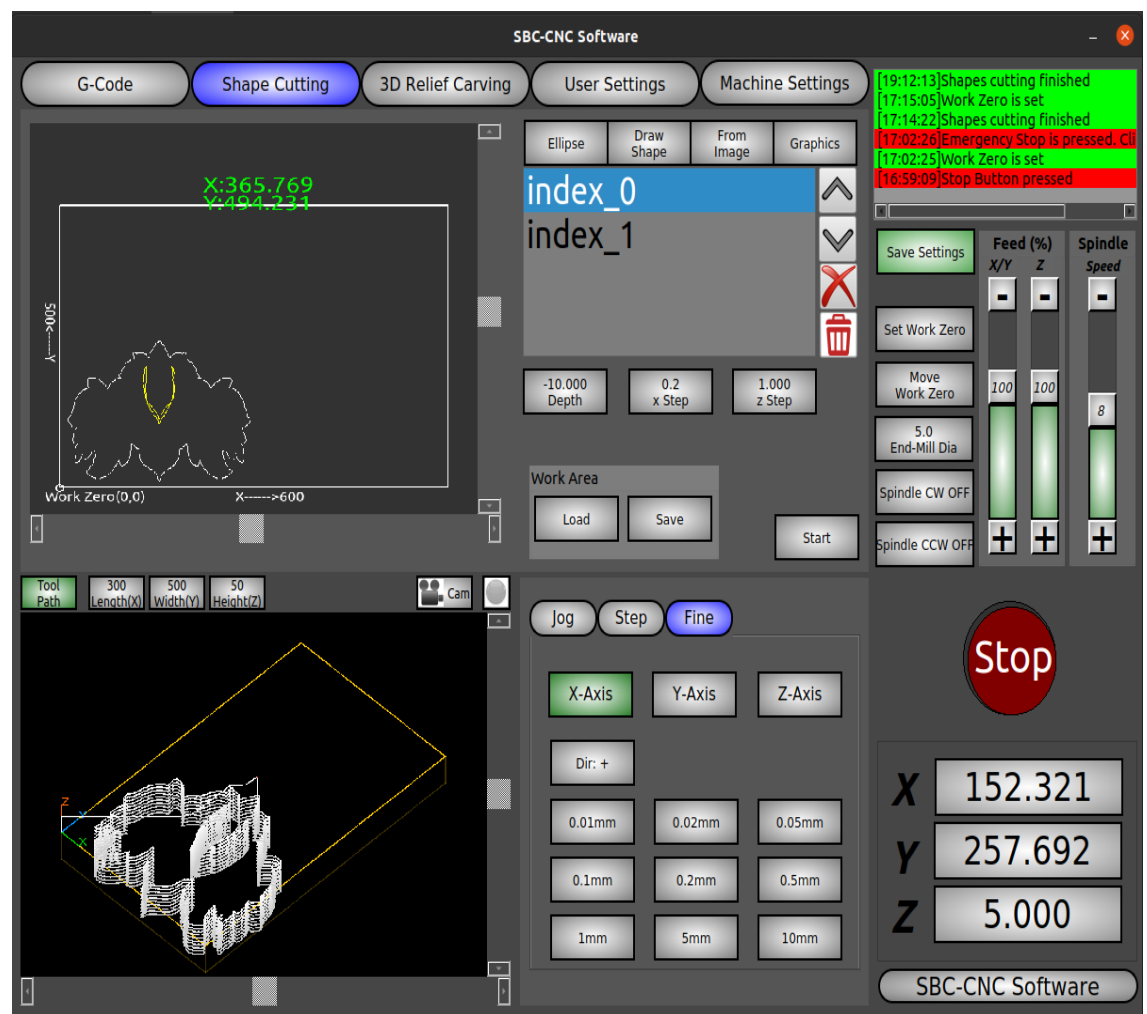 SBC-CNC Software
G-Code
Shape Cutting
3D Relief Carving
User Settings
Machine Settings
[19:12:13]Shapes cutting finished
[17:15:05]Work Zero is set
[17:14:22]Shapes cutting finished
[17:02:26]Emergency Stop is pressed. Cli
[17:02:25]Work Zero is set
[16:59:09]Stop Button pressed
X:365.769
Y:494.231
500<-----Y
Work Zero(0,0)
X------>600
Ellipse
Draw
Shape
From
Image
Graphics
index_0
index_1
-10.000
Depth
0.2
x Step
1.000
z Step
Work Area
Load
Save
Start
Save Settings
Set Work Zero
Move
Work Zero
5.0
End-Mill Dia
Spindle CW OFF
Spindle CCW OFF
Feed (%)
X/Y
Z
-
-
100
100
+
+
Spindle
Speed
-
8
+
Tool
Path
300
Length(X)
500
Width(Y)
50
Height(Z)
Cam
Z
Y
X
Jog
Step
Fine
X-Axis
Y-Axis
Z-Axis
Dir: +
0.01mm
0.02mm
0.05mm
0.1mm
0.2mm
0.5mm
1mm
5mm
10mm
Stop
X
152.321
Y
257.692
Z
5.000
SBC-CNC Software